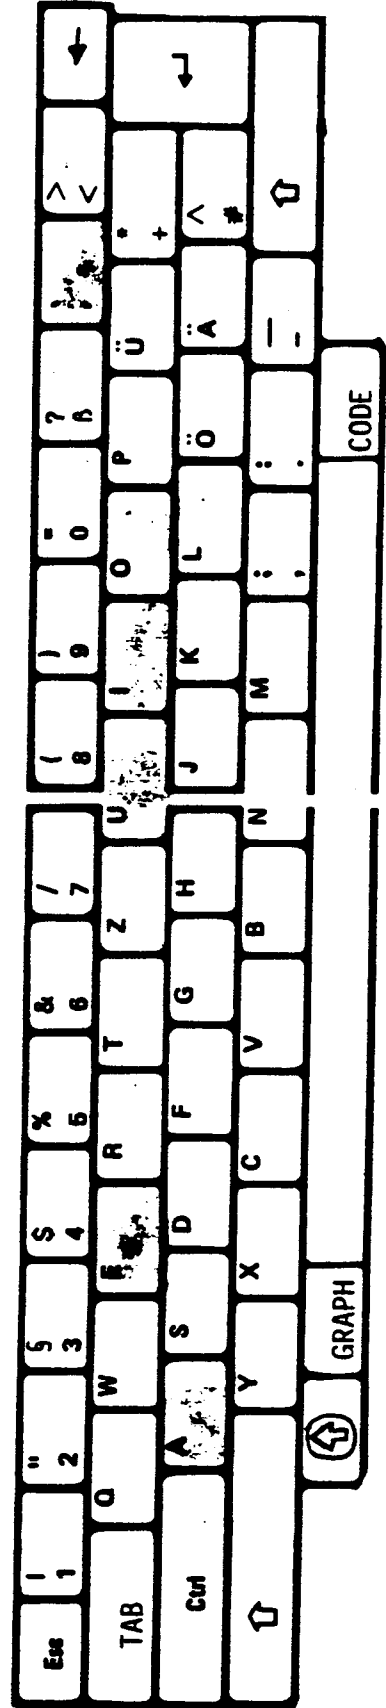 ! " § $ % & / ( ) = ? > ←
Esc 1 2 3 4 5 6 7 8 9 0 ß <
TAB Q W E R T Z U I O P Ü * ↵
+
Ctrl A S D F G H J K L Ö Ä ^
#
⇧ Y X C V B N M ; : _ ⇧
, . -
⇧ GRAPH CODE